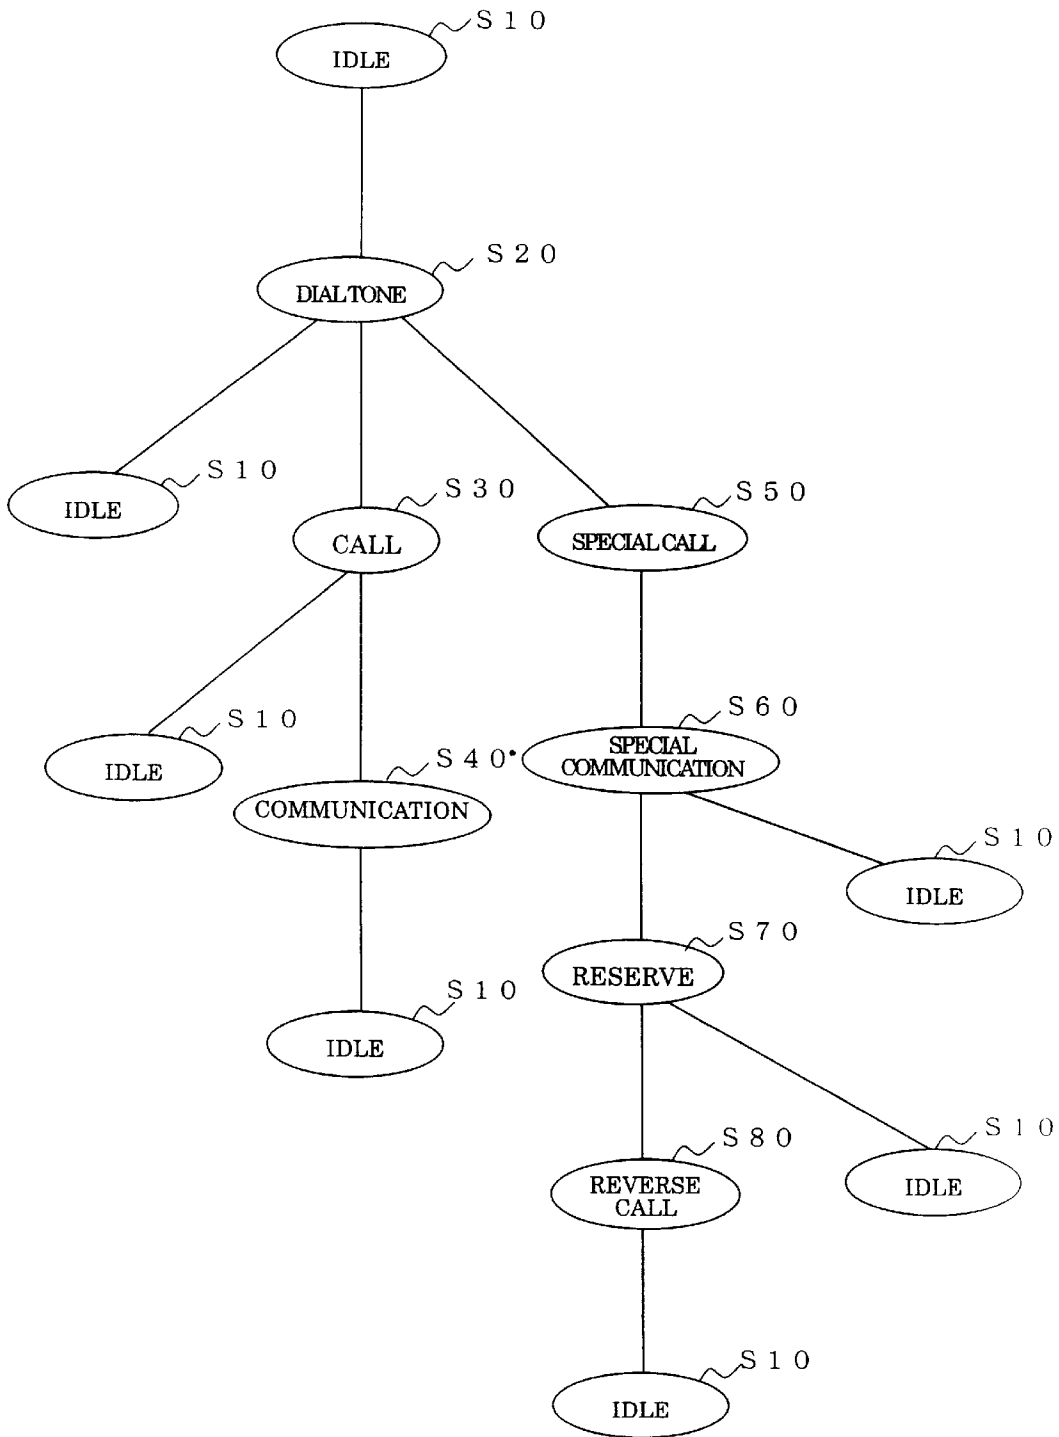 S10
IDLE
S20
DIALTONE
S10
IDLE
S30
CALL
S50
SPECIAL CALL
S10
IDLE
S40
COMMUNICATION
S60
SPECIAL
COMMUNICATION
S10
IDLE
S70
RESERVE
S10
IDLE
S80
REVERSE
CALL
S10
IDLE
S10
IDLE